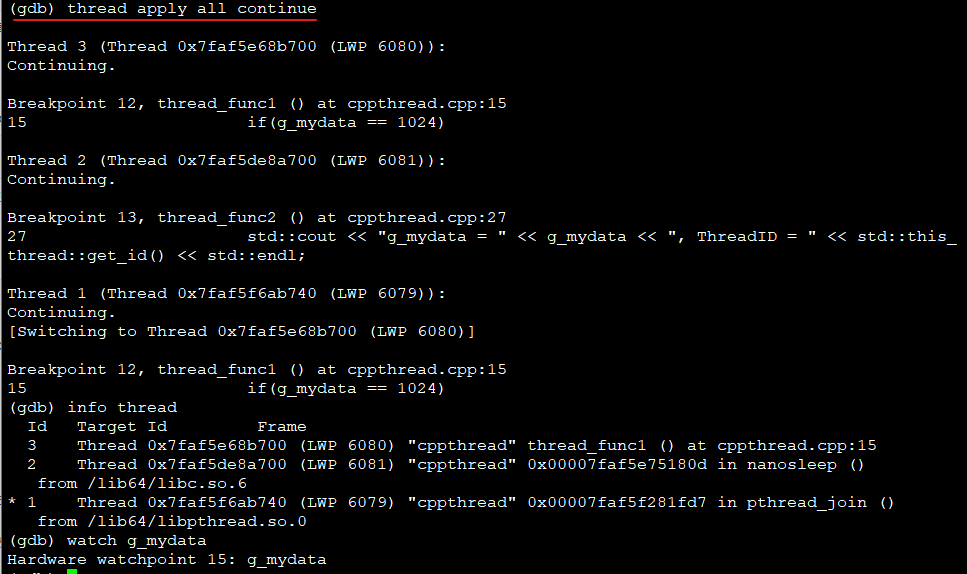 (gdb) thread apply all continue
Thread 3 (Thread 0x7faf5e68b700 (LWP 6080)):
Continuing.
Breakpoint 12, thread_func1 () at cppthread.cpp:15
15                      if(g_mydata == 1024)
Thread 2 (Thread 0x7faf5de8a700 (LWP 6081)):
Continuing.
Breakpoint 13, thread_func2 () at cppthread.cpp:27
27                      std::cout << "g_mydata = " << g_mydata << ", ThreadID = " << std::this_
thread::get_id() << std::endl;
Thread 1 (Thread 0x7faf5f6ab740 (LWP 6079)):
Continuing.
[Switching to Thread 0x7faf5e68b700 (LWP 6080)]
Breakpoint 12, thread_func1 () at cppthread.cpp:15
15                      if(g_mydata == 1024)
(gdb) info thread
  Id   Target Id         Frame
  3    Thread 0x7faf5e68b700 (LWP 6080) "cppthread" thread_func1 () at cppthread.cpp:15
  2    Thread 0x7faf5de8a700 (LWP 6081) "cppthread" 0x00007faf5e75180d in nanosleep ()
   from /lib64/libc.so.6
* 1    Thread 0x7faf5f6ab740 (LWP 6079) "cppthread" 0x00007faf5f281fd7 in pthread_join ()
   from /lib64/libpthread.so.0
(gdb) watch g_mydata
Hardware watchpoint 15: g_mydata